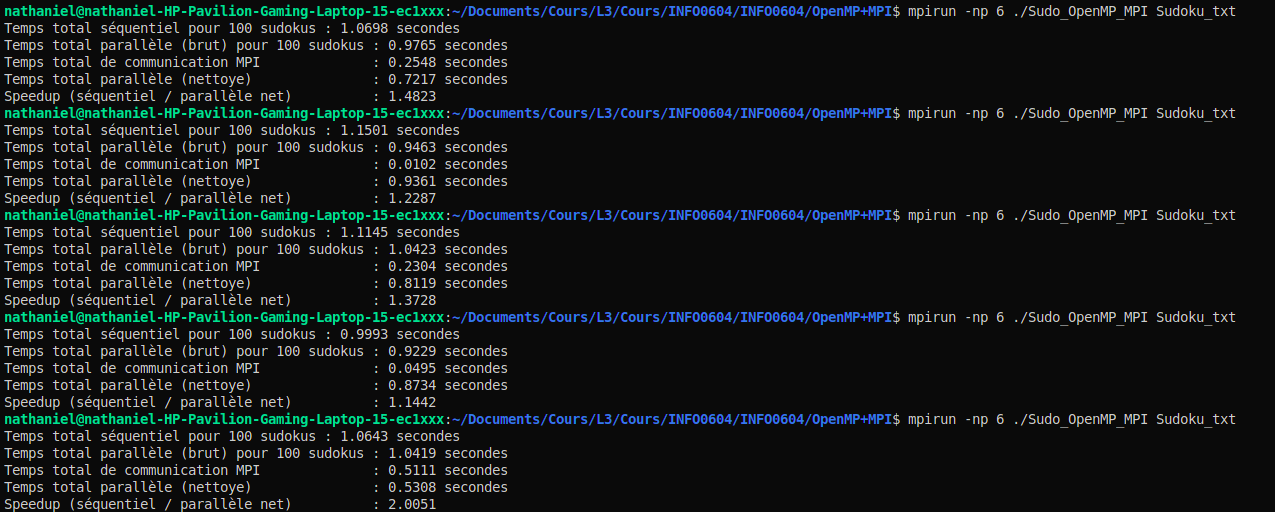 nathaniel@nathaniel-HP-Pavilion-Gaming-Laptop-15-ec1xxx:~/Documents/Cours/L3/Cours/INFO0604/INFO0604/OpenMP+MPI$ mpirun -np 6 ./Sudo_OpenMP_MPI Sudoku_txt
Temps total séquentiel pour 100 sudokus : 1.0698 secondes
Temps total parallèle (brut) pour 100 sudokus : 0.9765 secondes
Temps total de communication MPI              : 0.2548 secondes
Temps total parallèle (nettoye)               : 0.7217 secondes
Speedup (séquentiel / parallèle net)          : 1.4823
nathaniel@nathaniel-HP-Pavilion-Gaming-Laptop-15-ec1xxx:~/Documents/Cours/L3/Cours/INFO0604/INFO0604/OpenMP+MPI$ mpirun -np 6 ./Sudo_OpenMP_MPI Sudoku_txt
Temps total séquentiel pour 100 sudokus : 1.1501 secondes
Temps total parallèle (brut) pour 100 sudokus : 0.9463 secondes
Temps total de communication MPI              : 0.0102 secondes
Temps total parallèle (nettoye)               : 0.9361 secondes
Speedup (séquentiel / parallèle net)          : 1.2287
nathaniel@nathaniel-HP-Pavilion-Gaming-Laptop-15-ec1xxx:~/Documents/Cours/L3/Cours/INFO0604/INFO0604/OpenMP+MPI$ mpirun -np 6 ./Sudo_OpenMP_MPI Sudoku_txt
Temps total séquentiel pour 100 sudokus : 1.1145 secondes
Temps total parallèle (brut) pour 100 sudokus : 1.0423 secondes
Temps total de communication MPI              : 0.2304 secondes
Temps total parallèle (nettoye)               : 0.8119 secondes
Speedup (séquentiel / parallèle net)          : 1.3728
nathaniel@nathaniel-HP-Pavilion-Gaming-Laptop-15-ec1xxx:~/Documents/Cours/L3/Cours/INFO0604/INFO0604/OpenMP+MPI$ mpirun -np 6 ./Sudo_OpenMP_MPI Sudoku_txt
Temps total séquentiel pour 100 sudokus : 0.9993 secondes
Temps total parallèle (brut) pour 100 sudokus : 0.9229 secondes
Temps total de communication MPI              : 0.0495 secondes
Temps total parallèle (nettoye)               : 0.8734 secondes
Speedup (séquentiel / parallèle net)          : 1.1442
nathaniel@nathaniel-HP-Pavilion-Gaming-Laptop-15-ec1xxx:~/Documents/Cours/L3/Cours/INFO0604/INFO0604/OpenMP+MPI$ mpirun -np 6 ./Sudo_OpenMP_MPI Sudoku_txt
Temps total séquentiel pour 100 sudokus : 1.0643 secondes
Temps total parallèle (brut) pour 100 sudokus : 1.0419 secondes
Temps total de communication MPI              : 0.5111 secondes
Temps total parallèle (nettoye)               : 0.5308 secondes
Speedup (séquentiel / parallèle net)          : 2.0051